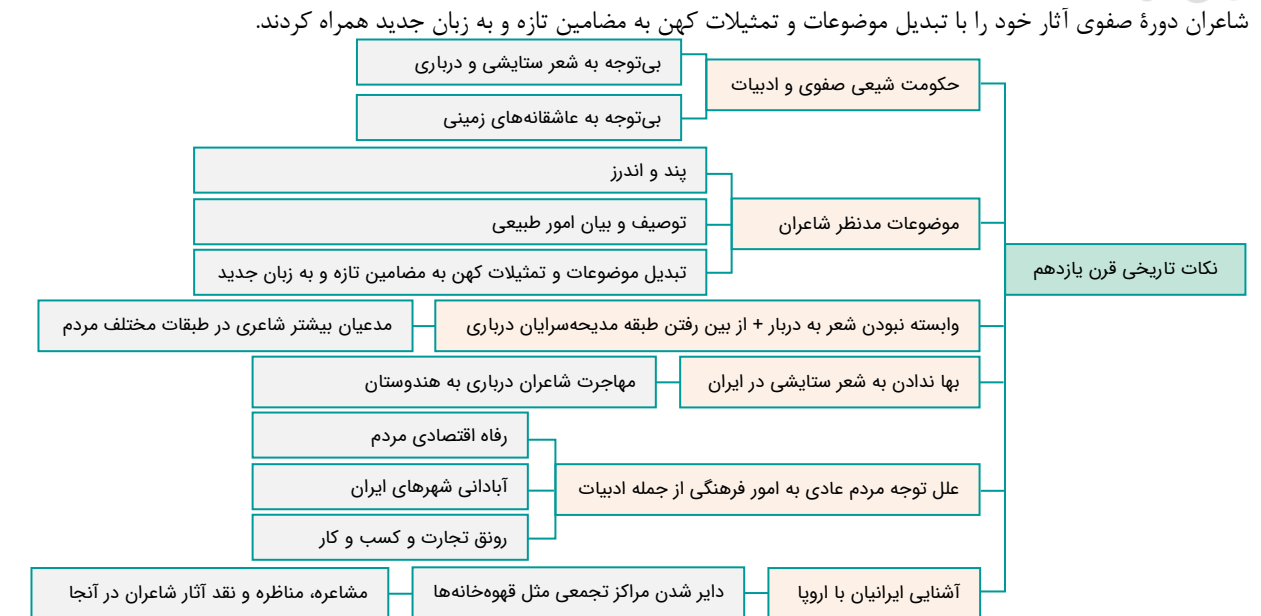 شاعران دورهٔ صفوی آثار خود را با تبدیل موضوعات و تمثیلات کهن به مضامین تازه و به زبان جدید همراه کردند.
نکات تاریخی قرن یازدهم
حکومت شیعی صفوی و ادبیات
بی‌توجه به شعر ستایشی و درباری
بی‌توجه به عاشقانه‌های زمینی
موضوعات مدنظر شاعران
پند و اندرز
توصیف و بیان امور طبیعی
تبدیل موضوعات و تمثیلات کهن به مضامین تازه و به زبان جدید
وابسته نبودن شعر به دربار + از بین رفتن طبقه مدیحه‌سرایان درباری
مدعیان بیشتر شاعری در طبقات مختلف مردم
بها ندادن به شعر ستایشی در ایران
مهاجرت شاعران درباری به هندوستان
علل توجه مردم عادی به امور فرهنگی از جمله ادبیات
رفاه اقتصادی مردم
آبادانی شهرهای ایران
رونق تجارت و کسب و کار
آشنایی ایرانیان با اروپا
دایر شدن مراکز تجمعی مثل قهوه‌خانه‌ها
مشاعره، مناظره و نقد آثار شاعران در آنجا